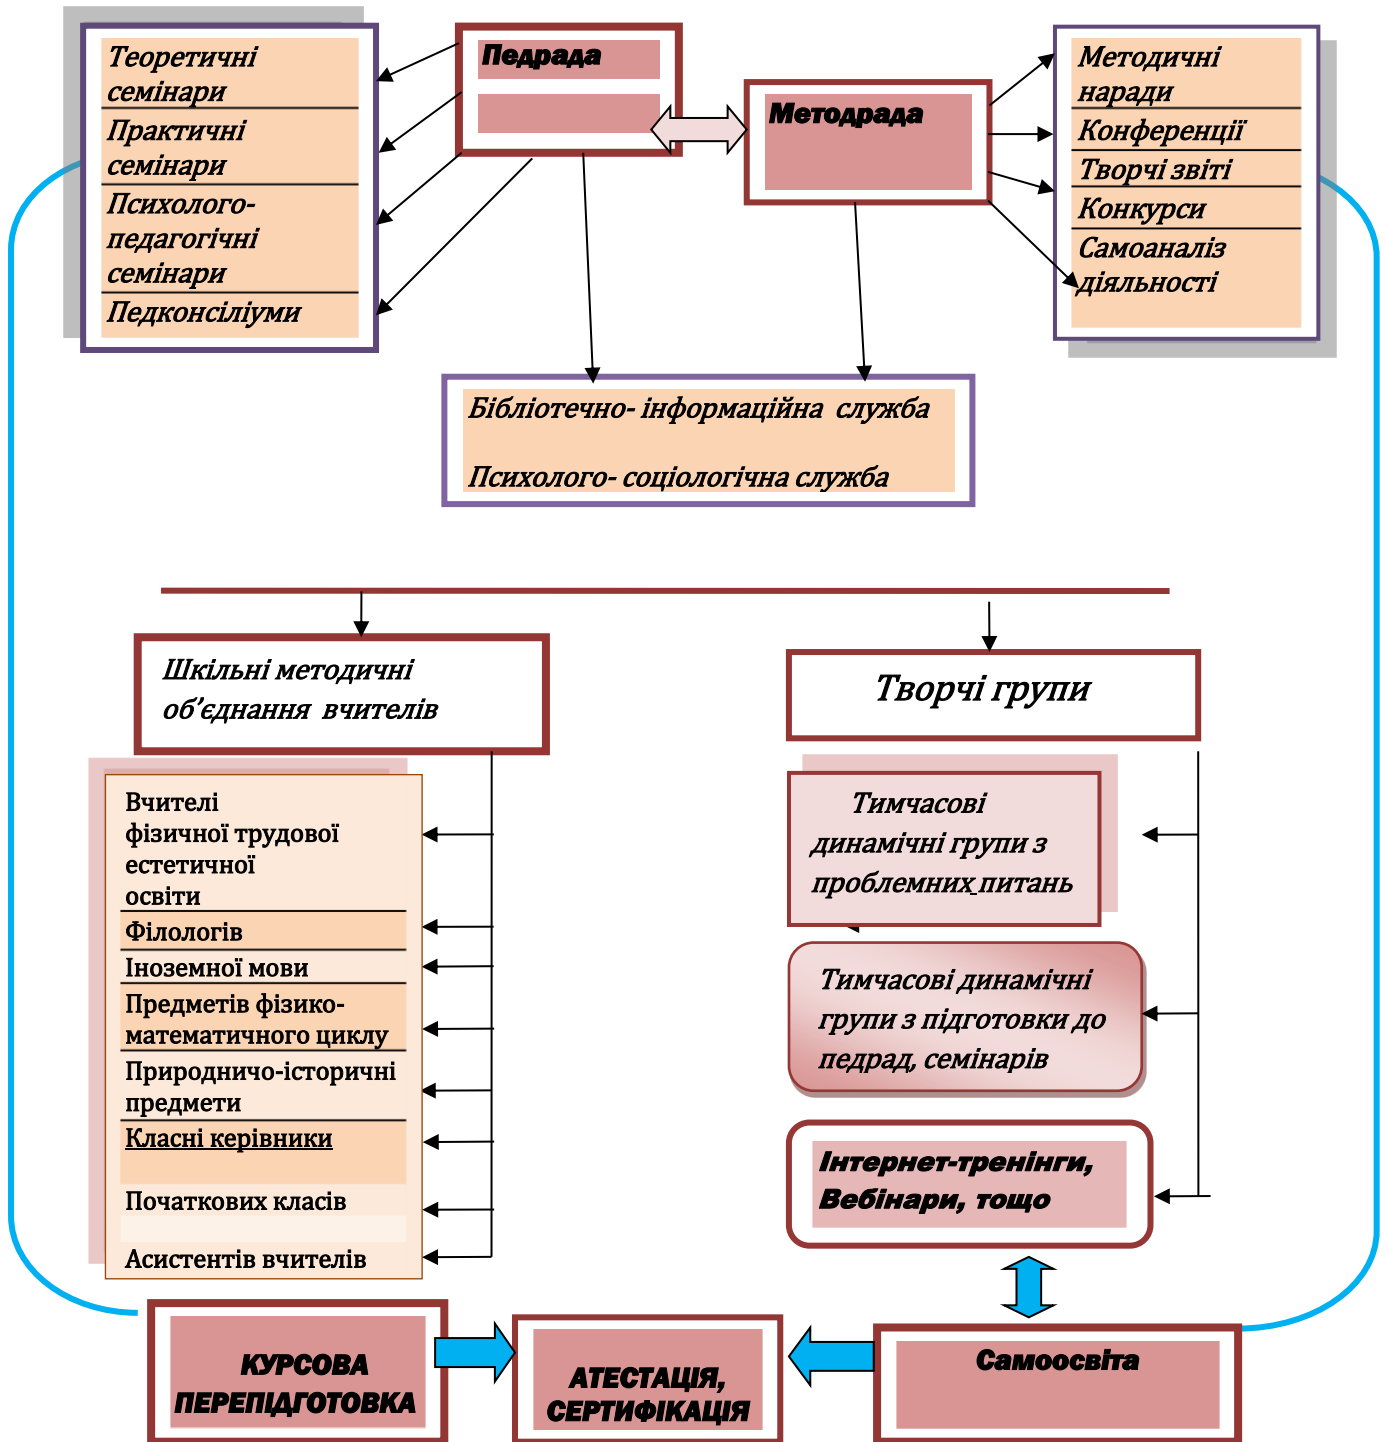 Теоретичні
семінари
Практичні
семінари
Психолого-
педагогічні
семінари
Педконсіліуми
Педрада
Методрада
Методичні
наради
Конференції
Творчі звіті
Конкурси
Самоаналіз
діяльності
Бібліотечно- інформаційна служба
Психолого- соціологічна служба
Шкільні методичні
об’єднання вчителів
Вчителі
фізичної трудової
естетичної
освіти
Філологів
Іноземної мови
Предметів фізико-
математичного циклу
Природничо-історичні
предмети
Класні керівники
Початкових класів
Асистентів вчителів
Творчі групи
Тимчасові
динамічні групи з
проблемних питань
Тимчасові динамічні
групи з підготовки до
педрад, семінарів
Інтернет-тренінги,
Вебінари, тощо
КУРСОВА
ПЕРЕПІДГОТОВКА
АТЕСТАЦІЯ,
СЕРТИФІКАЦІЯ
Самоосвіта